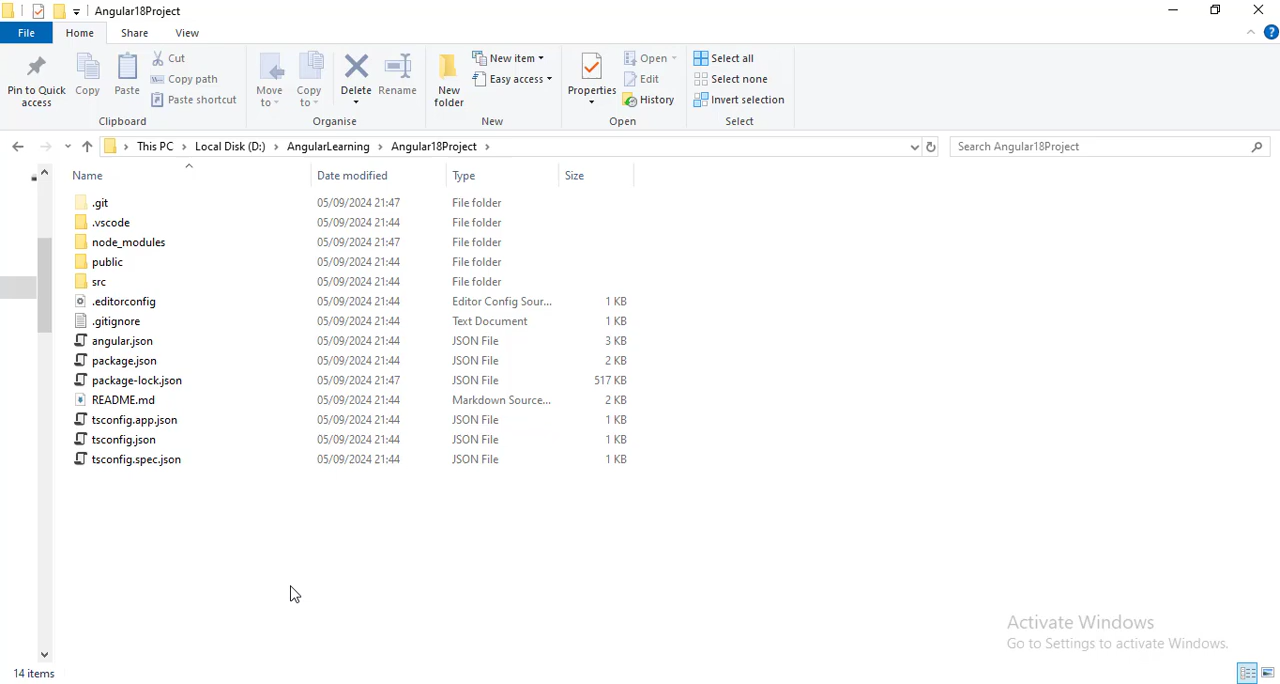 Angular18Project
File Home Share View
Pin to Quick access
Copy
Paste
Cut
Copy path
Paste shortcut
Clipboard
Move to
Copy to
Delete
Rename
Organise
New folder
New item
Easy access
New
Properties
Open
Edit
History
Open
Select all
Select none
Invert selection
Select
This PC Local Disk (D:) AngularLearning Angular18Project
Search Angular18Project
Name Date modified Type Size
.git 05/09/2024 21:47 File folder
.vscode 05/09/2024 21:44 File folder
node_modules 05/09/2024 21:47 File folder
public 05/09/2024 21:44 File folder
src 05/09/2024 21:44 File folder
.editorconfig 05/09/2024 21:44 Editor Config Sour... 1 KB
.gitignore 05/09/2024 21:44 Text Document 1 KB
angular.json 05/09/2024 21:44 JSON File 3 KB
package.json 05/09/2024 21:44 JSON File 2 KB
package-lock.json 05/09/2024 21:47 JSON File 517 KB
README.md 05/09/2024 21:44 Markdown Source... 2 KB
tsconfig.app.json 05/09/2024 21:44 JSON File 1 KB
tsconfig.json 05/09/2024 21:44 JSON File 1 KB
tsconfig.spec.json 05/09/2024 21:44 JSON File 1 KB
Activate Windows
Go to Settings to activate Windows.
14 items